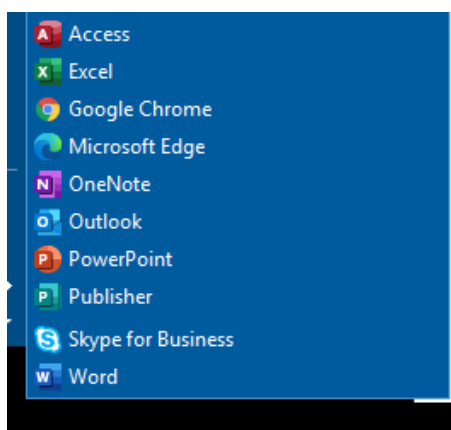 Access
Excel
Google Chrome
Microsoft Edge
OneNote
Outlook
PowerPoint
Publisher
Skype for Business
Word